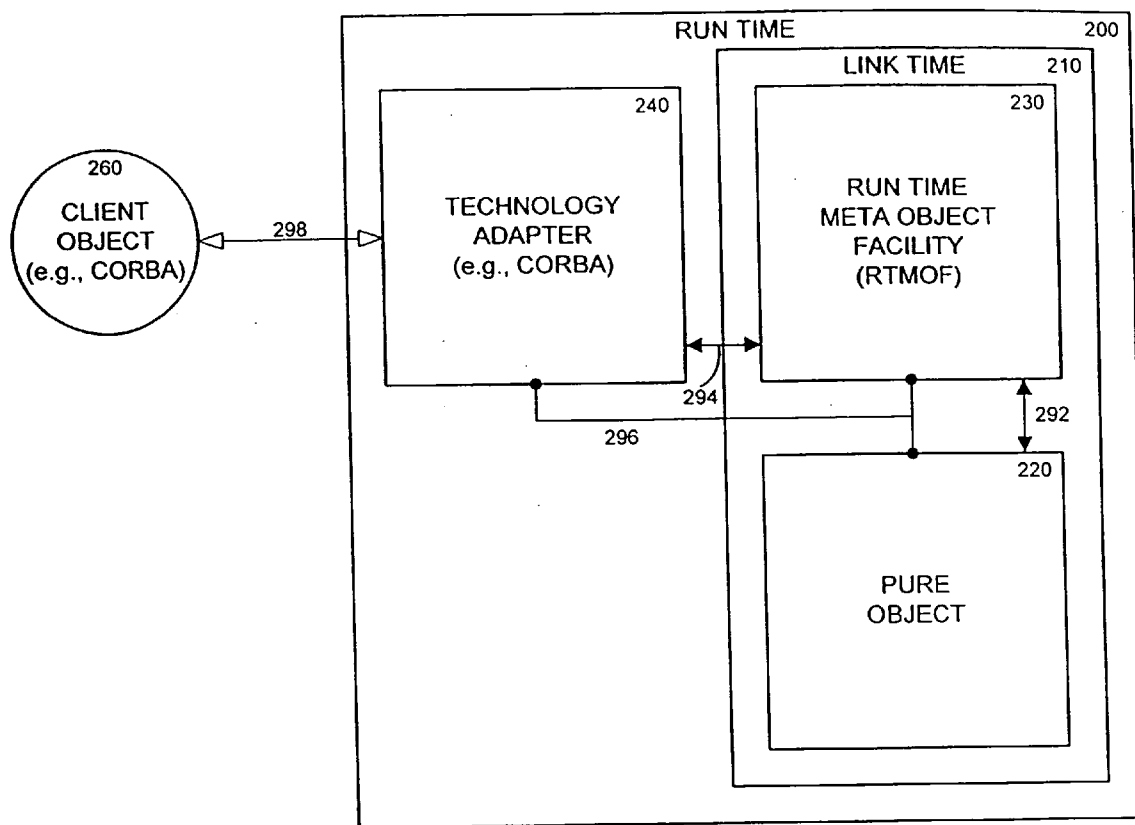 RUN TIME 200
LINK TIME 210
240
230
260
CLIENT
OBJECT
(e.g., CORBA)
298
TECHNOLOGY
ADAPTER
(e.g., CORBA)
RUN TIME
META OBJECT
FACILITY
(RTMOF)
294
296
292
220
PURE
OBJECT